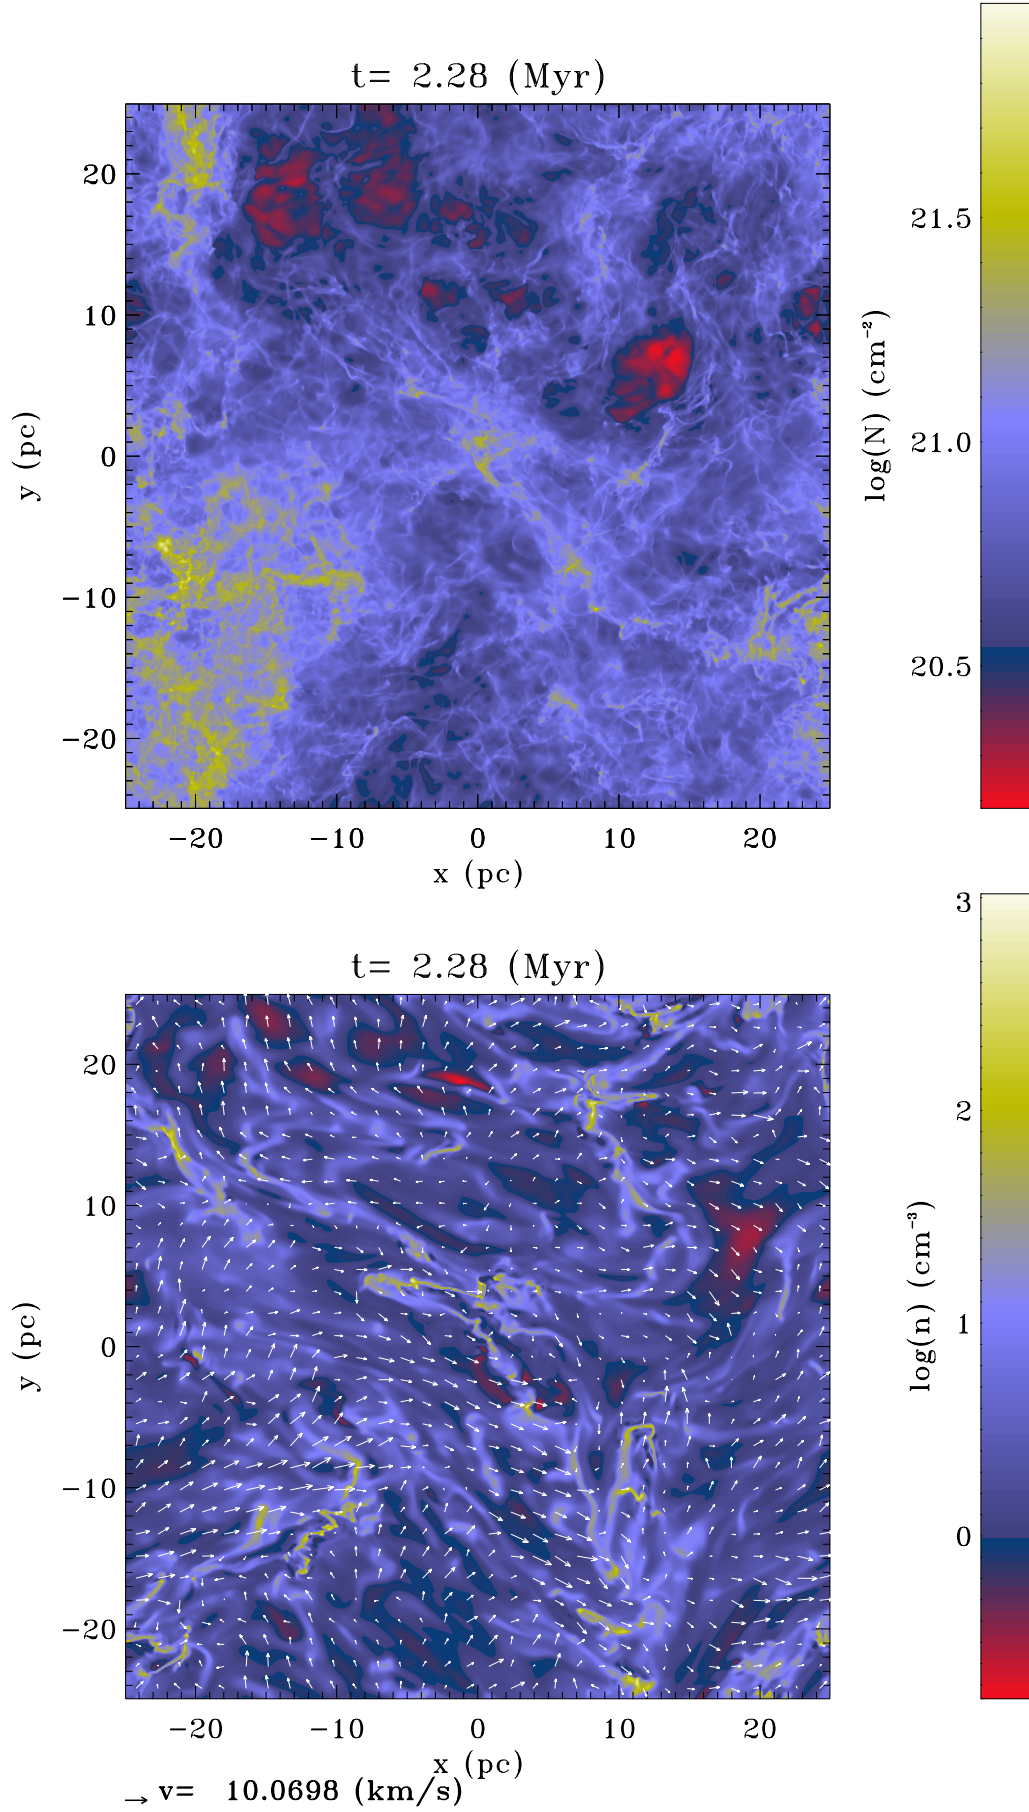 t= 2.28 (Myr)
20
10
0
−10
−20
y (pc)
−20 −10 0 10 20
x (pc)
21.5
21.0
20.5
log(N) (cm⁻²)
t= 2.28 (Myr)
20
10
0
−10
−20
y (pc)
−20 −10 0 10 20
x (pc)
3
2
1
0
log(n) (cm⁻³)
→ v= 10.0698 (km/s)